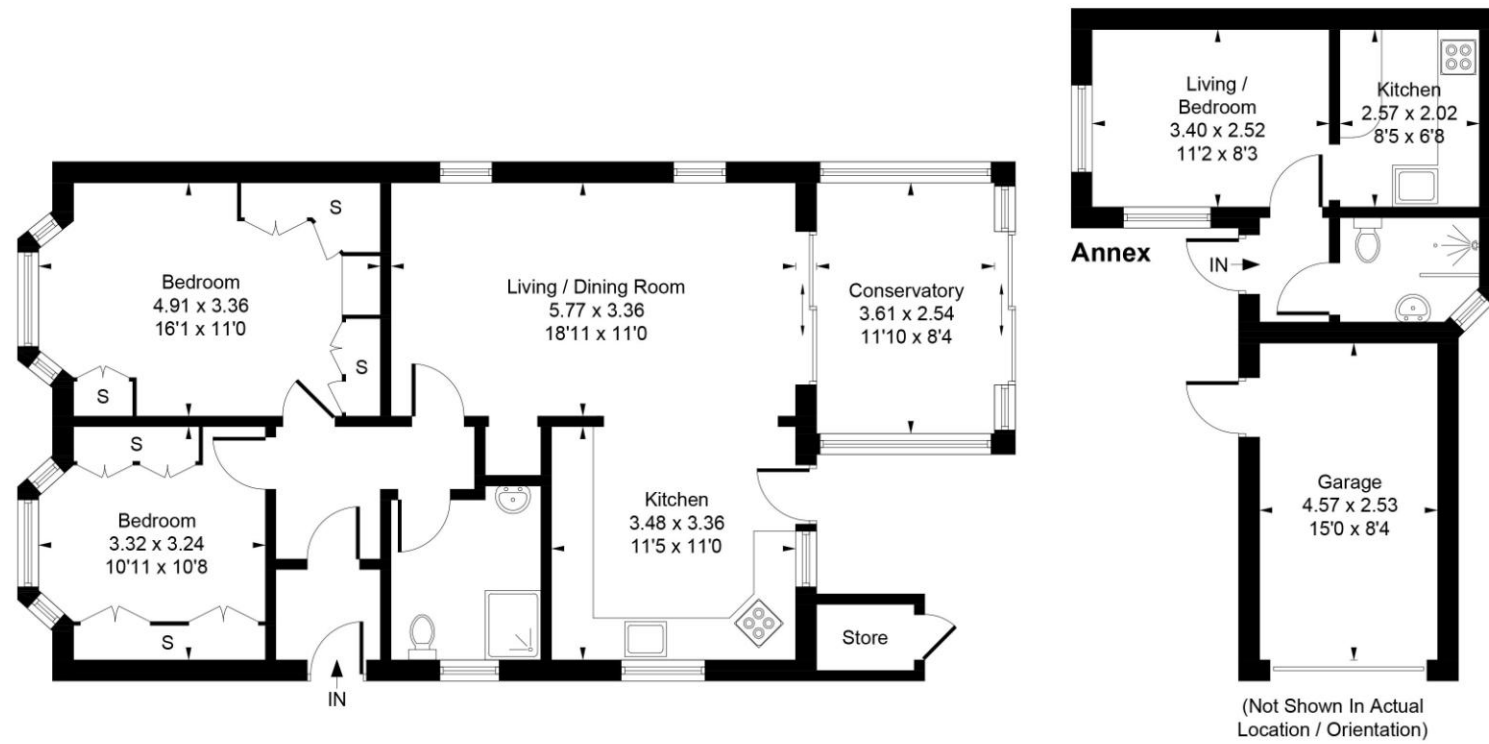 S
Bedroom
4.91 x 3.36
16'1 x 11'0
S
S
Living / Dining Room
5.77 x 3.36
18'11 x 11'0
Conservatory
3.61 x 2.54
11'10 x 8'4
S
Bedroom
3.32 x 3.24
10'11 x 10'8
S
Kitchen
3.48 x 3.36
11'5 x 11'0
Store
IN
Living /
Bedroom
3.40 x 2.52
11'2 x 8'3
Kitchen
2.57 x 2.02
8'5 x 6'8
Annex
IN
Garage
4.57 x 2.53
15'0 x 8'4
(Not Shown In Actual
Location / Orientation)